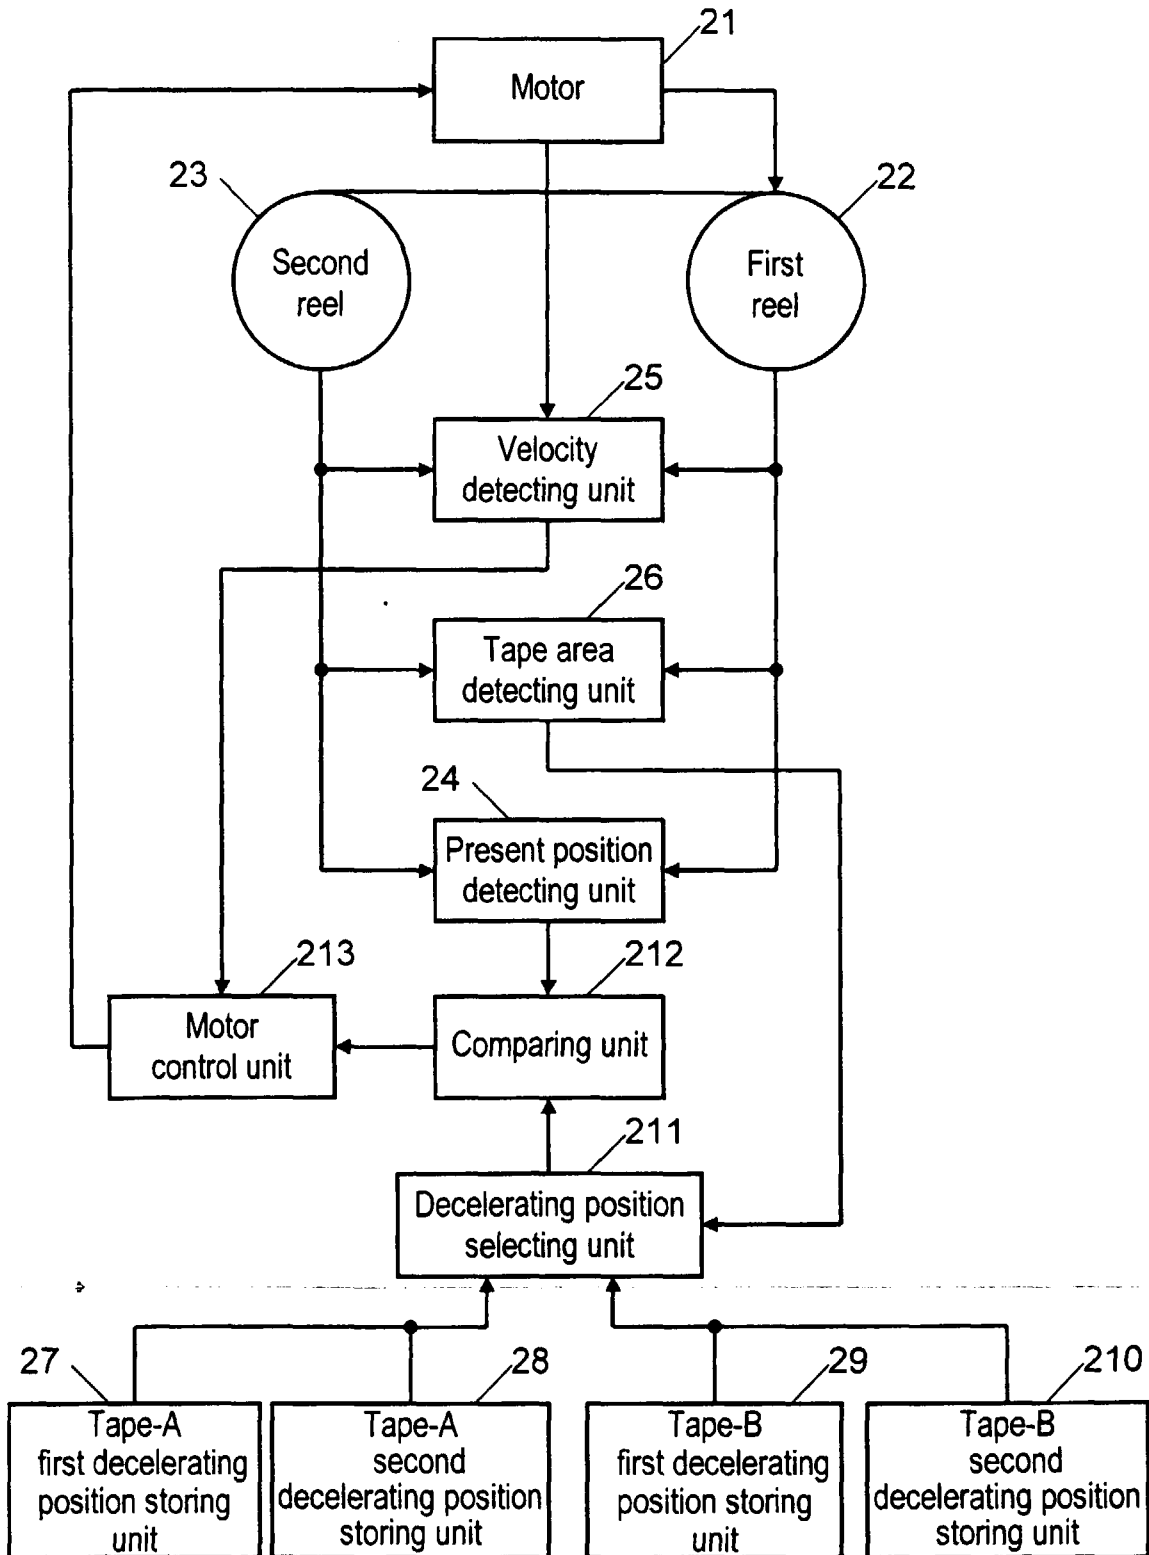 21
Motor
23
22
Second
reel
First
reel
25
Velocity
detecting unit
26
Tape area
detecting unit
24
Present position
detecting unit
213
212
Motor
control unit
Comparing unit
211
Decelerating position
selecting unit
27
28
29
210
Tape-A
first decelerating
position storing
unit
Tape-A
second
decelerating position
storing unit
Tape-B
first decelerating
position storing
unit
Tape-B
second
decelerating position
storing unit